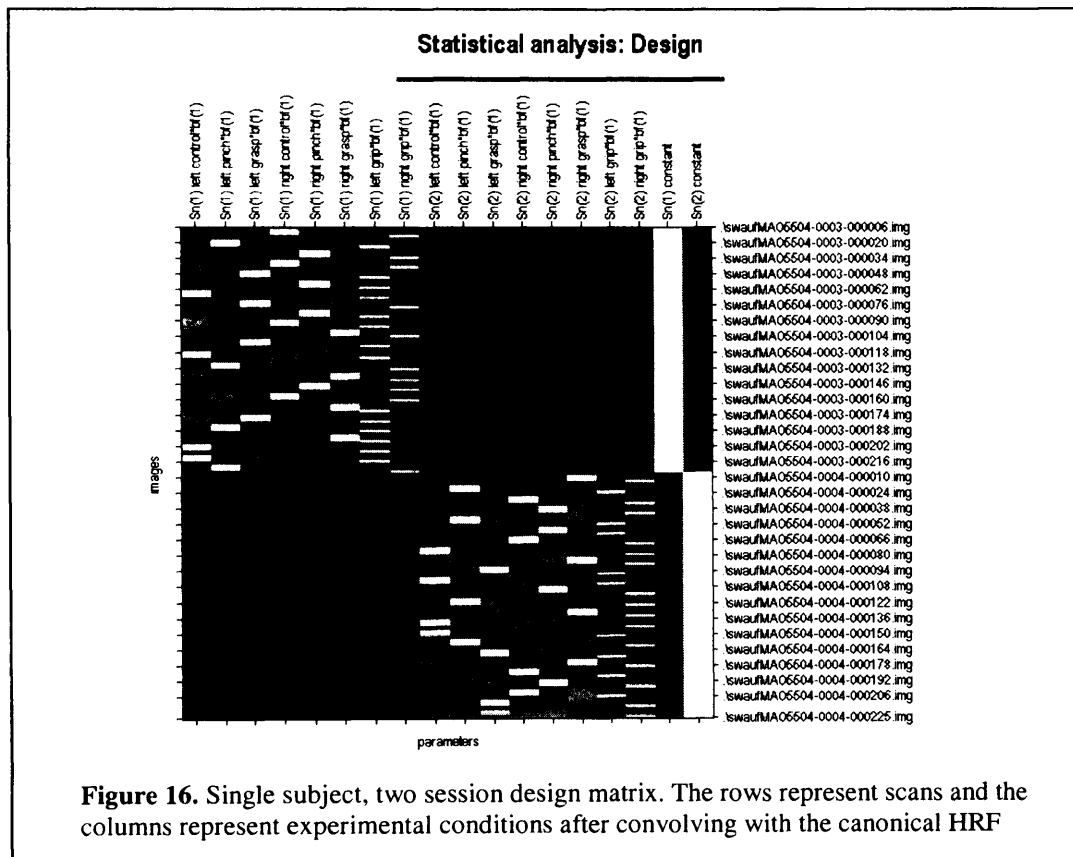 Statistical analysis: Design
Sn(1) left control*bf(1)
Sn(1) left pinch*bf(1)
Sn(1) left grasp*bf(1)
Sn(1) right control*bf(1)
Sn(1) right pinch*bf(1)
Sn(1) right grasp*bf(1)
Sn(1) left grip*bf(1)
Sn(1) right grip*bf(1)
Sn(2) left control*bf(1)
Sn(2) left pinch*bf(1)
Sn(2) left grasp*bf(1)
Sn(2) right control*bf(1)
Sn(2) right pinch*bf(1)
Sn(2) right grasp*bf(1)
Sn(2) left grip*bf(1)
Sn(2) right grip*bf(1)
Sn(1) constant
Sn(2) constant
.\swaufMA05504-0003-000006.img
.\swaufMA05504-0003-000020.img
.\swaufMA05504-0003-000034.img
.\swaufMA05504-0003-000048.img
.\swaufMA05504-0003-000062.img
.\swaufMA05504-0003-000076.img
.\swaufMA05504-0003-000090.img
.\swaufMA05504-0003-000104.img
.\swaufMA05504-0003-000118.img
.\swaufMA05504-0003-000132.img
.\swaufMA05504-0003-000146.img
.\swaufMA05504-0003-000160.img
.\swaufMA05504-0003-000174.img
.\swaufMA05504-0003-000188.img
.\swaufMA05504-0003-000202.img
.\swaufMA05504-0003-000216.img
.\swaufMA05504-0004-000010.img
.\swaufMA05504-0004-000024.img
.\swaufMA05504-0004-000038.img
.\swaufMA05504-0004-000052.img
.\swaufMA05504-0004-000066.img
.\swaufMA05504-0004-000080.img
.\swaufMA05504-0004-000094.img
.\swaufMA05504-0004-000108.img
.\swaufMA05504-0004-000122.img
.\swaufMA05504-0004-000136.img
.\swaufMA05504-0004-000150.img
.\swaufMA05504-0004-000164.img
.\swaufMA05504-0004-000178.img
.\swaufMA05504-0004-000192.img
.\swaufMA05504-0004-000206.img
.\swaufMA05504-0004-000225.img
images
parameters
Figure 16. Single subject, two session design matrix. The rows represent scans and the
columns represent experimental conditions after convolving with the canonical HRF